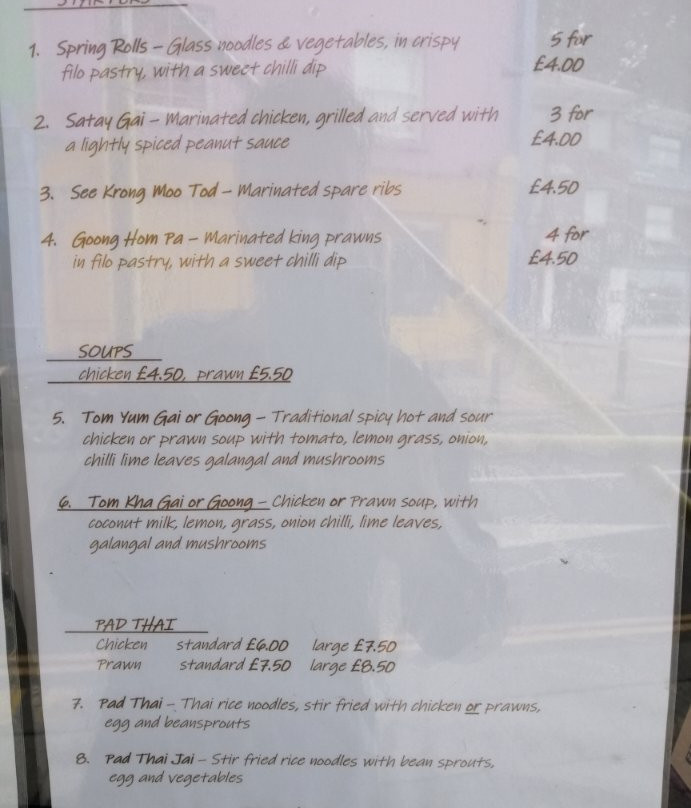 STARTERS
1. Spring Rolls – Glass noodles & vegetables, in crispy 5 for
filo pastry, with a sweet chilli dip £4.00
2. Satay Gai – Marinated chicken, grilled and served with 3 for
a lightly spiced peanut sauce £4.00
3. See Krong Moo Tod – Marinated spare ribs £4.50
4. Goong Hom Pa – Marinated king prawns 4 for
in filo pastry, with a sweet chilli dip £4.50
SOUPS
chicken £4.50, prawn £5.50
5. Tom Yum Gai or Goong – Traditional spicy hot and sour
chicken or prawn soup with tomato, lemon grass, onion,
chilli lime leaves galangal and mushrooms
6. Tom Kha Gai or Goong – Chicken or Prawn soup, with
coconut milk, lemon, grass, onion chilli, lime leaves,
galangal and mushrooms
PAD THAI
Chicken standard £6.00 large £7.50
Prawn standard £7.50 large £8.50
7. Pad Thai – Thai rice noodles, stir fried with chicken or prawns,
egg and beansprouts
8. Pad Thai Jai – Stir fried rice noodles with bean sprouts,
egg and vegetables